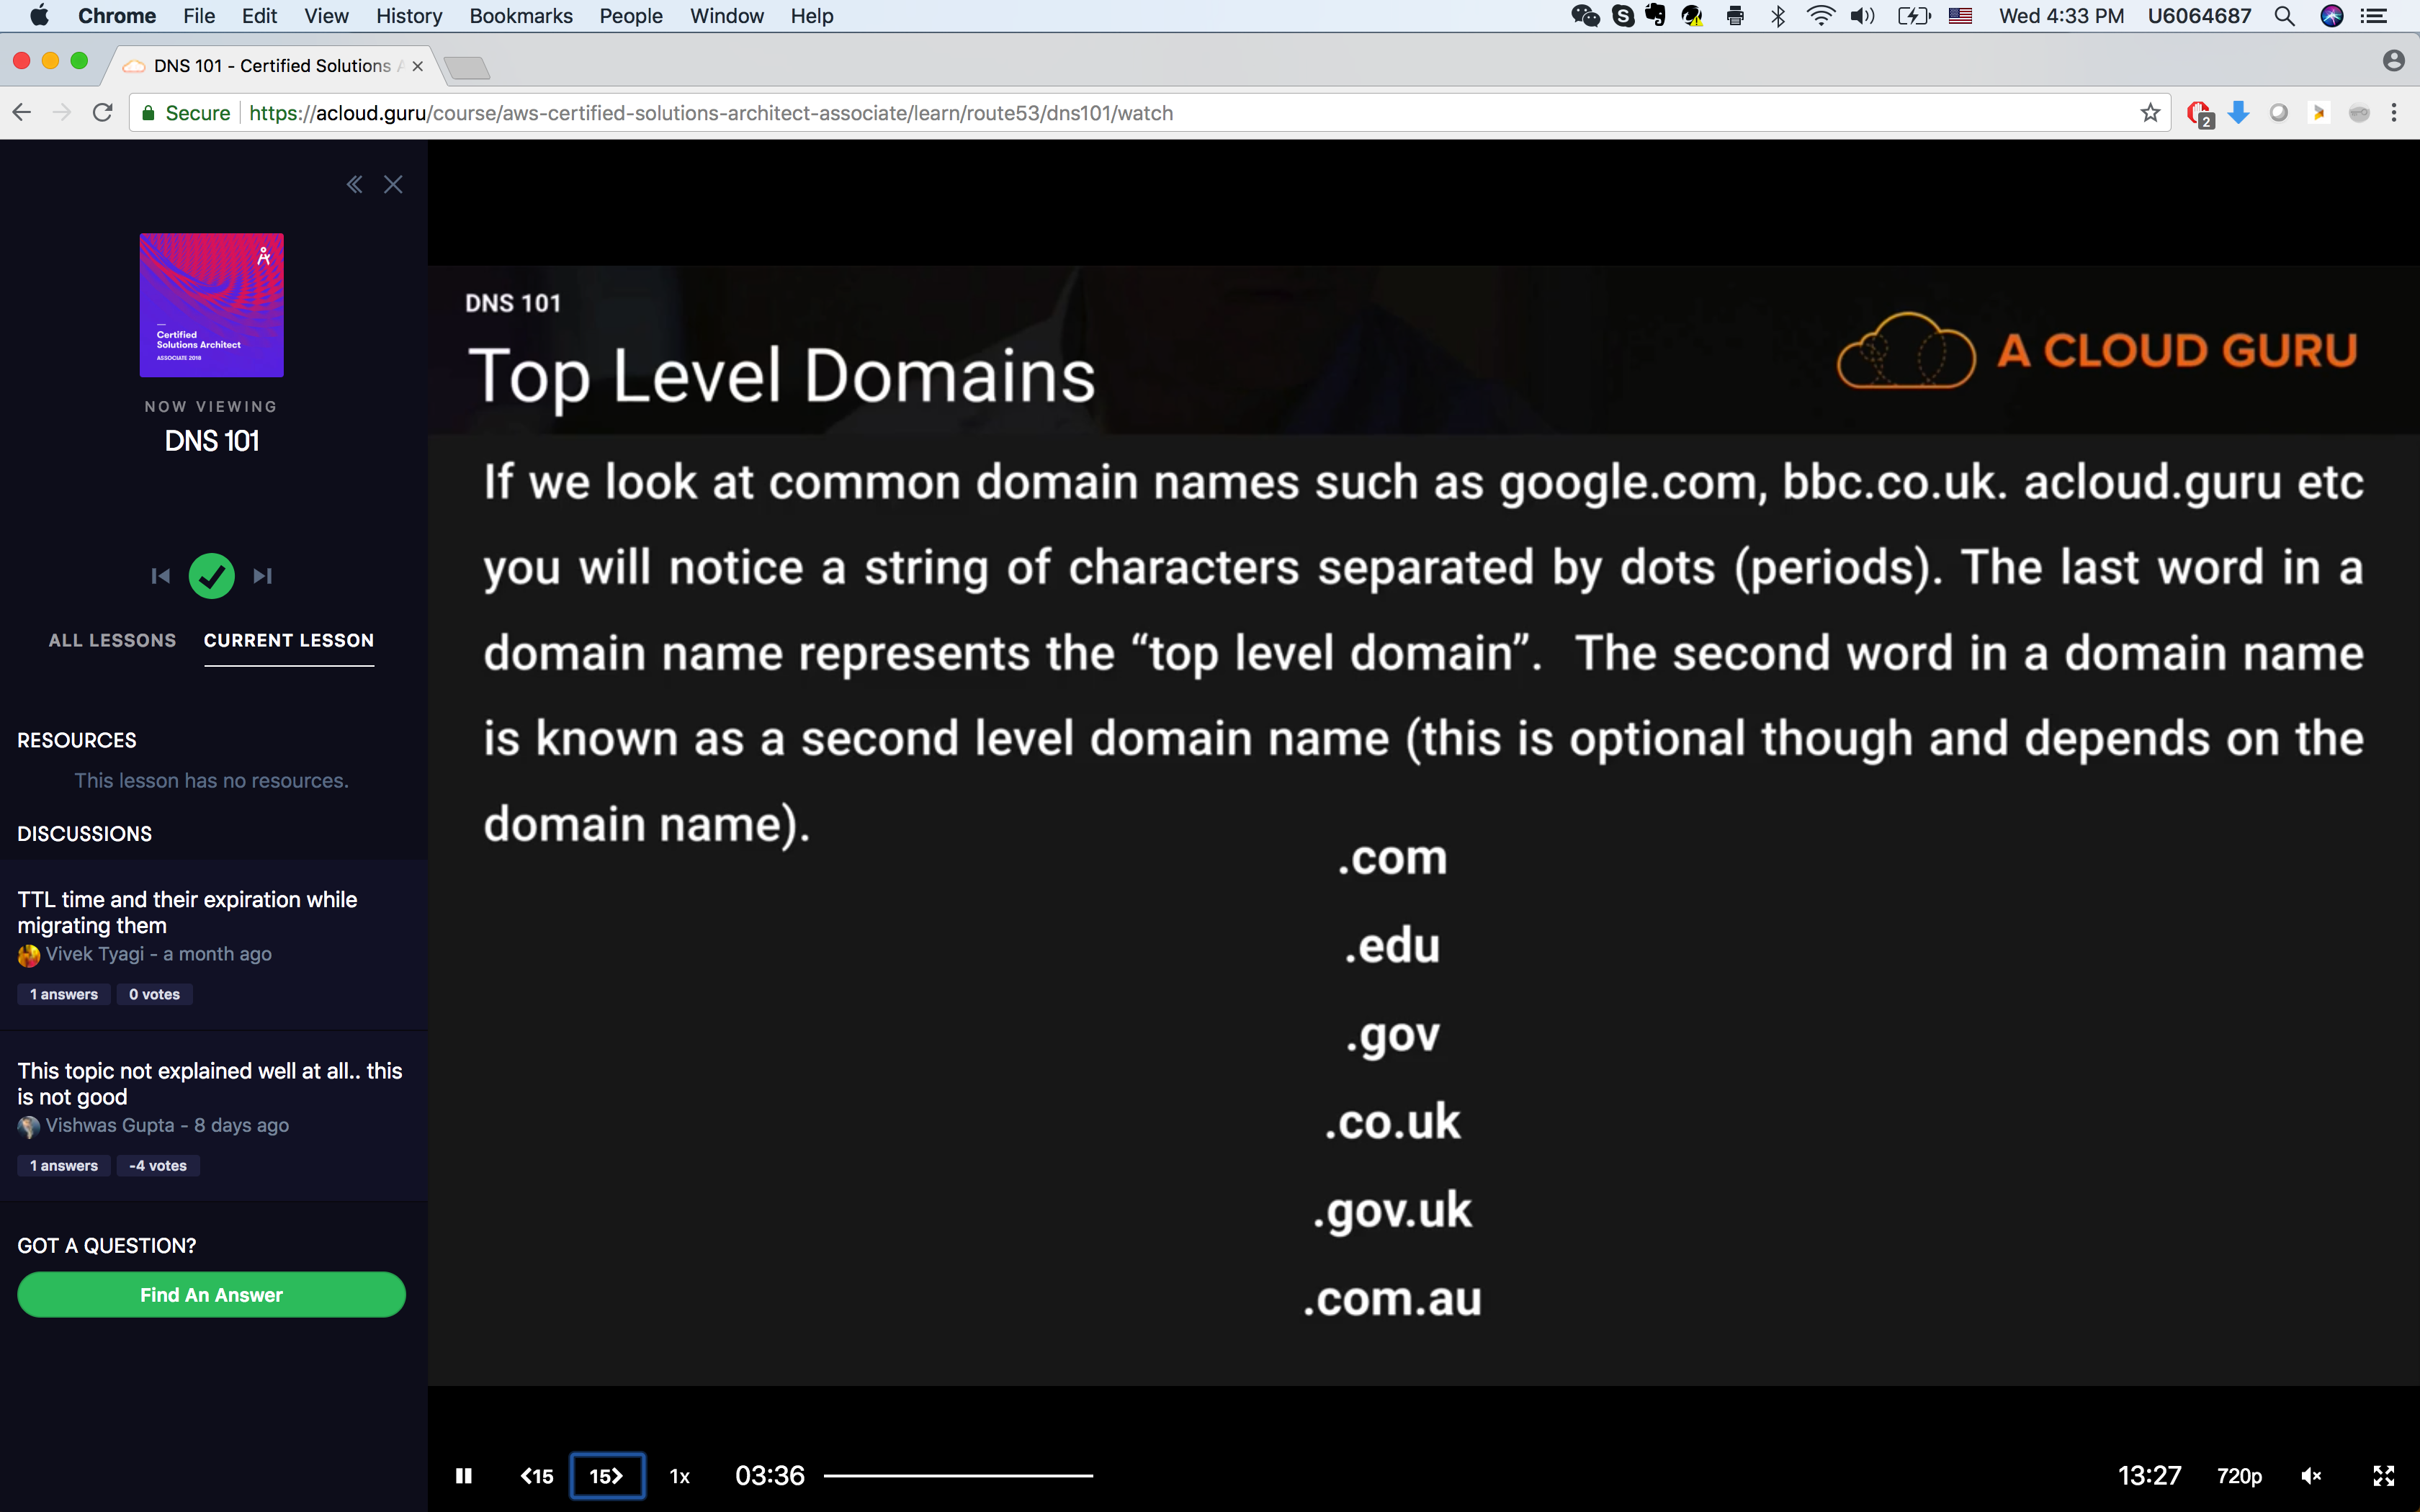 Chrome File Edit View History Bookmarks People Window Help
Wed 4:33 PM U6064687
DNS 101 - Certified Solutions
Secure https://acloud.guru/course/aws-certified-solutions-architect-associate/learn/route53/dns101/watch
2
Certified
Solutions Architect
ASSOCIATE 2018
NOW VIEWING
DNS 101
ALL LESSONS CURRENT LESSON
RESOURCES
This lesson has no resources.
DISCUSSIONS
TTL time and their expiration while
migrating them
Vivek Tyagi - a month ago
1 answers 0 votes
This topic not explained well at all.. this
is not good
Vishwas Gupta - 8 days ago
1 answers -4 votes
GOT A QUESTION?
Find An Answer
DNS 101
Top Level Domains
A CLOUD GURU
If we look at common domain names such as google.com, bbc.co.uk. acloud.guru etc
you will notice a string of characters separated by dots (periods). The last word in a
domain name represents the “top level domain”. The second word in a domain name
is known as a second level domain name (this is optional though and depends on the
domain name).
.com
.edu
.gov
.co.uk
.gov.uk
.com.au
<15 15> 1x 03:36 13:27 720p